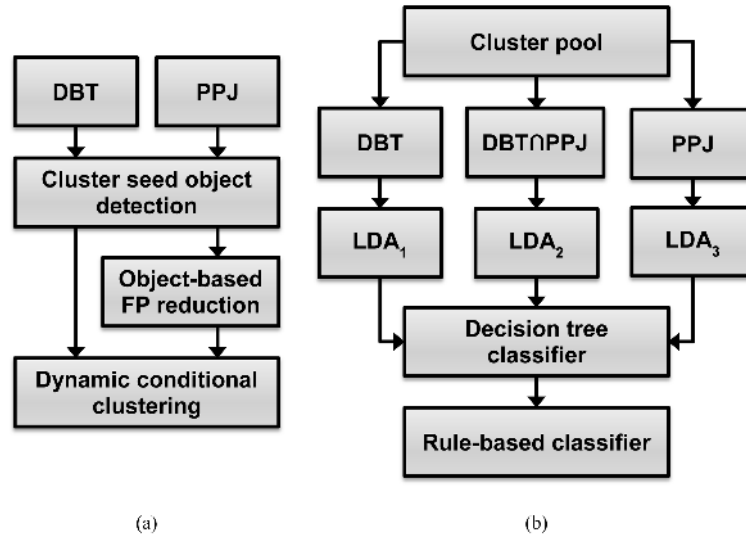 DBT
PPJ
Cluster seed object
detection
Object-based
FP reduction
Dynamic conditional
clustering
(a)
Cluster pool
DBT
DBT∩PPJ
PPJ
LDA₁
LDA₂
LDA₃
Decision tree
classifier
Rule-based classifier
(b)